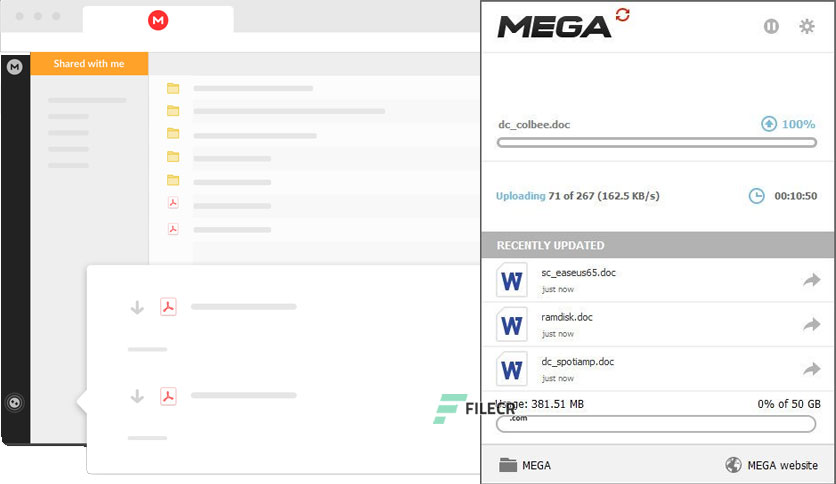 M
M
Shared with me
MEGA
dc_colbee.doc
100%
Uploading 71 of 267 (162.5 KB/s)
00:10:50
RECENTLY UPDATED
W
sc_easeus65.doc
just now
W
ramdisk.doc
just now
W
dc_spotiamp.doc
just now
Usage: 381.51 MB
0% of 50 GB
FILECR
.com
MEGA
MEGA website